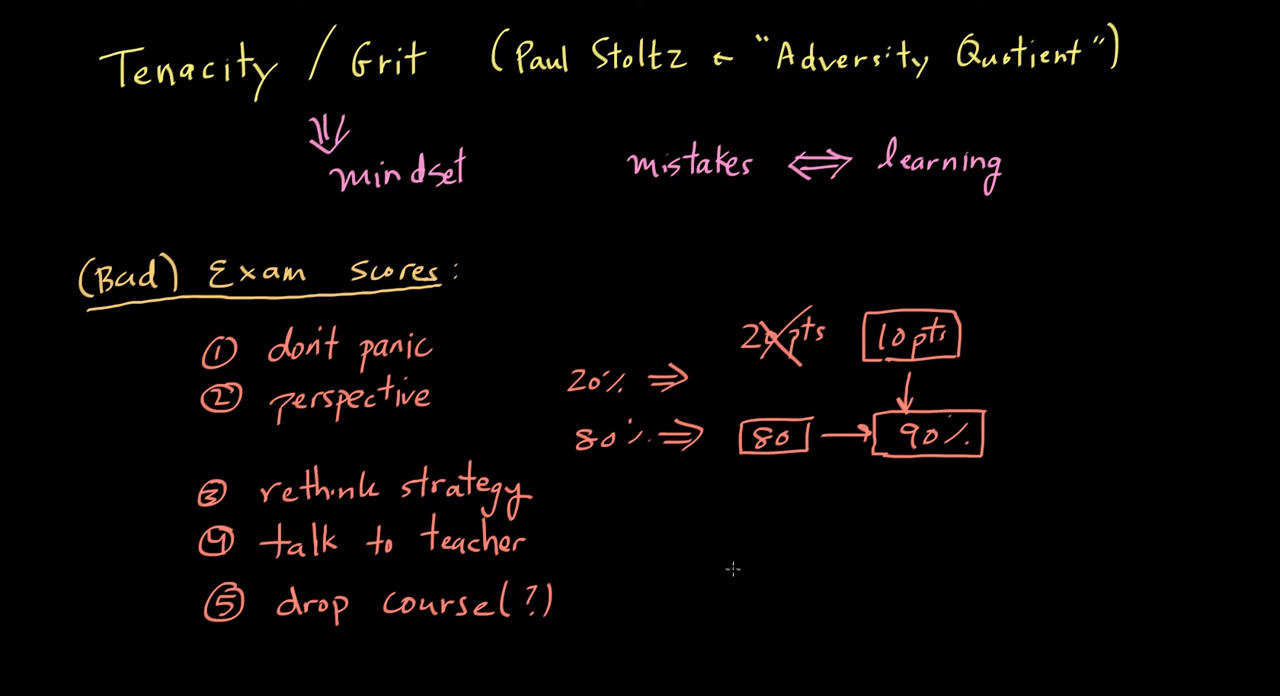 Tenacity / Grit (Paul Stoltz ← "Adversity Quotient")
⇓ mindset mistakes ⇔ learning
(Bad) Exam scores:
① don't panic
② perspective
20% ⇒ 20pts 10pts
80% ⇒ 80 → 90%
③ rethink strategy
④ talk to teacher
⑤ drop course(?)